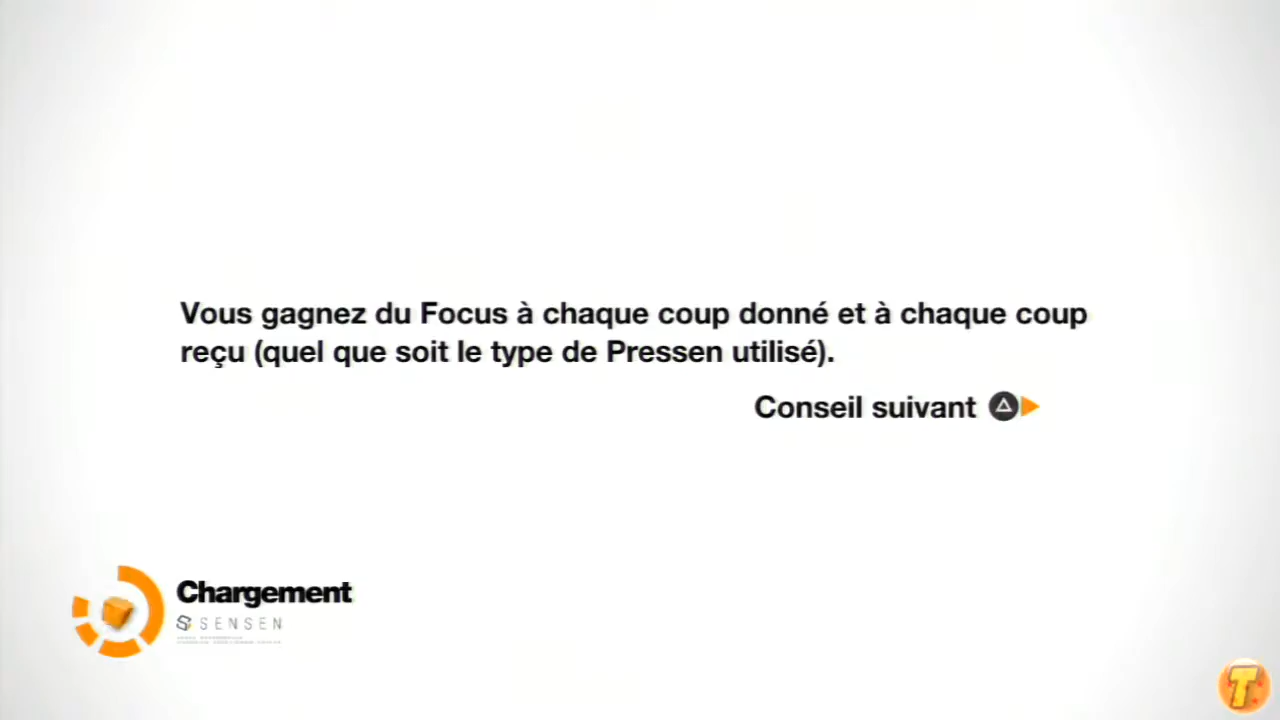 Vous gagnez du Focus à chaque coup donné et à chaque coup
reçu (quel que soit le type de Pressen utilisé).
Conseil suivant
Chargement
SENSEN
T